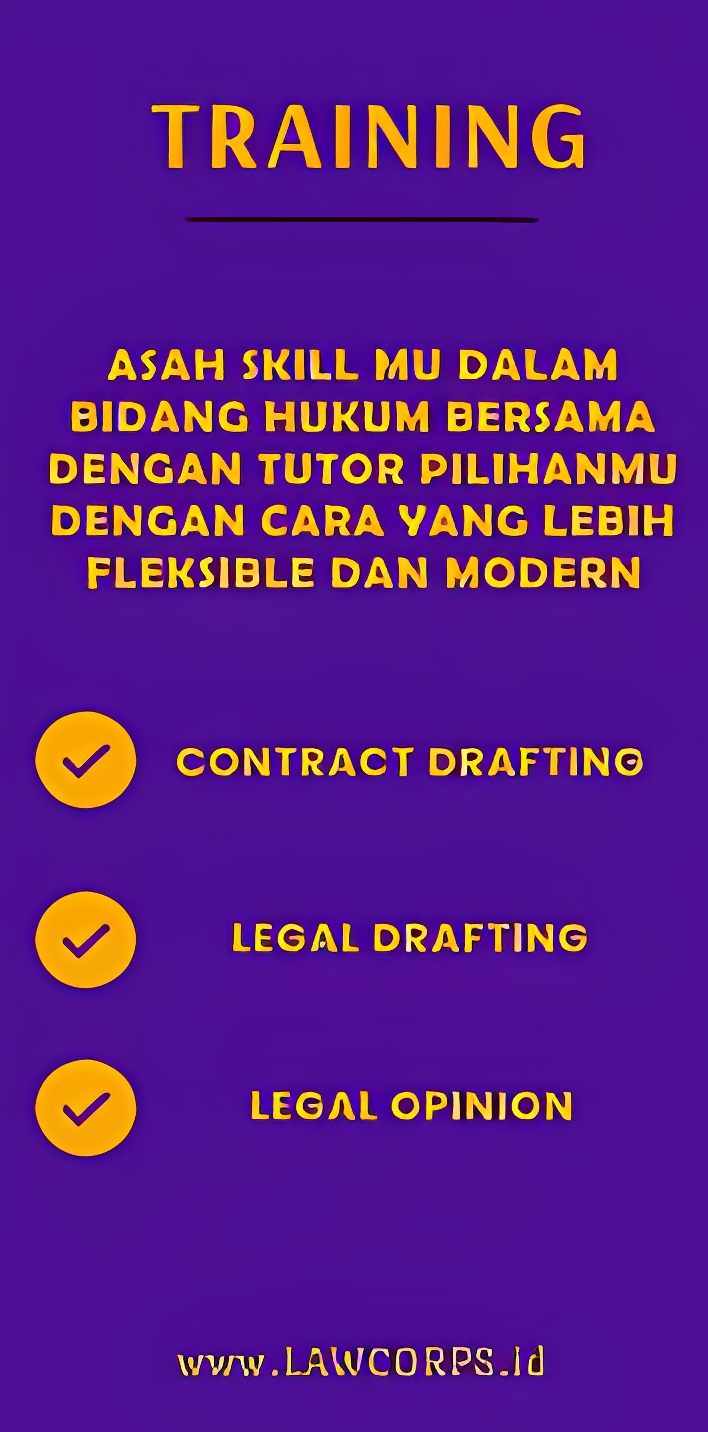 TRAINING
ASAH SKILL MU DALAM
BIDANG HUKUM BERSAMA
DENGAN TUTOR PILIHANMU
DENGAN CARA YANG LEBIH
FLEKSIBLE DAN MODERN
CONTRACT DRAFTING
LEGAL DRAFTING
LEGAL OPINION
www.LAWCORPS.Id